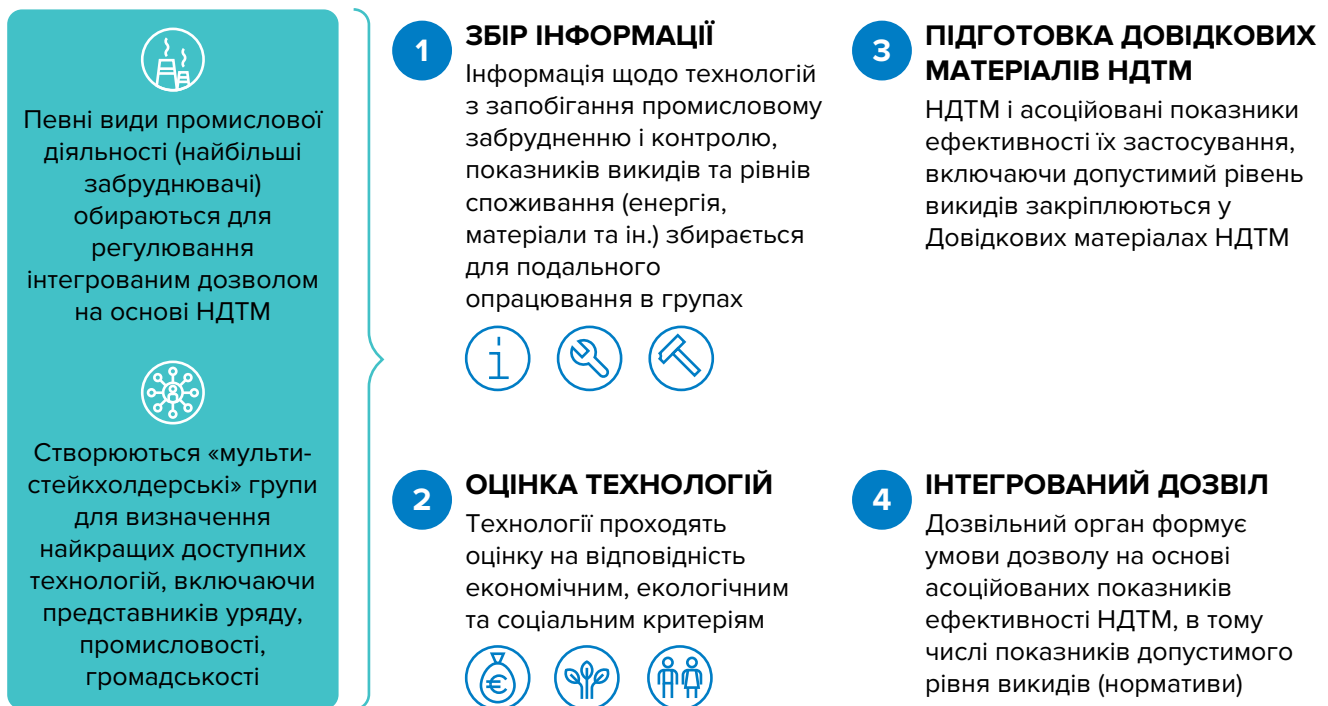 Певні види промислової
діяльності (найбільші
забруднювачі)
обираються для
регулювання
інтегрованим дозволом
на основі НДТМ
Створюються «мульти-
стейкхолдерські» групи
для визначення
найкращих доступних
технологій, включаючи
представників уряду,
промисловості,
громадськості
1
ЗБІР ІНФОРМАЦІЇ
Інформація щодо технологій
з запобігання промисловому
забрудненню і контролю,
показників викидів та рівнів
споживання (енергія,
матеріали та ін.) збирається
для подального
опрацювання в групах
2
ОЦІНКА ТЕХНОЛОГІЙ
Технології проходять
оцінку на відповідність
економічним, екологічним
та соціальним критеріям
3
ПІДГОТОВКА ДОВІДКОВИХ
МАТЕРІАЛІВ НДТМ
НДТМ і асоційовані показники
ефективності їх застосування,
включаючи допустимий рівень
викидів закріплюються у
Довідкових матеріалах НДТМ
4
ІНТЕГРОВАНИЙ ДОЗВІЛ
Дозвільний орган формує
умови дозволу на основі
асоційованих показників
ефективності НДТМ, в тому
числі показників допустимого
рівня викидів (нормативи)